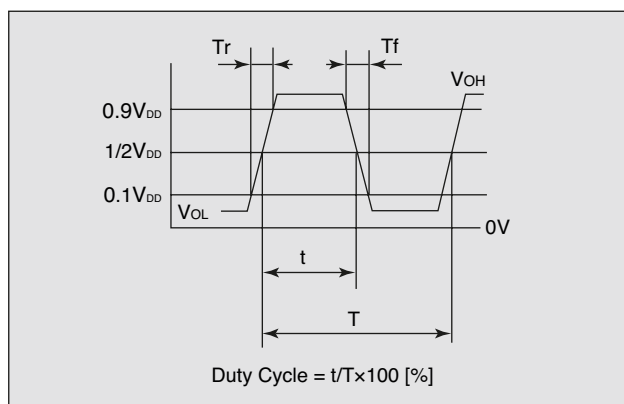 Tr
Tf
VOH
0.9VDD
1/2VDD
0.1VDD
VOL
0V
t
T
Duty Cycle = t/T×100 [%]